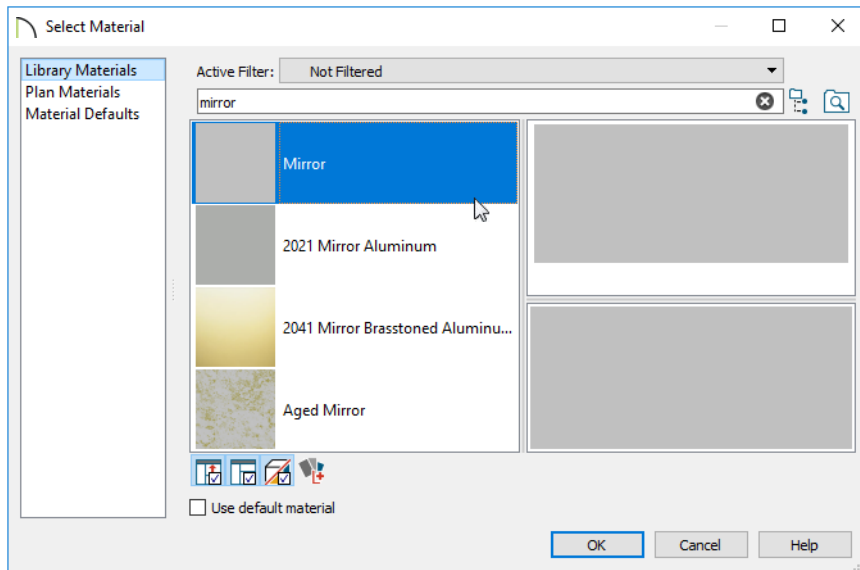 Select Material
Library Materials
Plan Materials
Material Defaults
Active Filter: Not Filtered
mirror
Mirror
2021 Mirror Aluminum
2041 Mirror Brasstoned Aluminu...
Aged Mirror
Use default material
OK Cancel Help